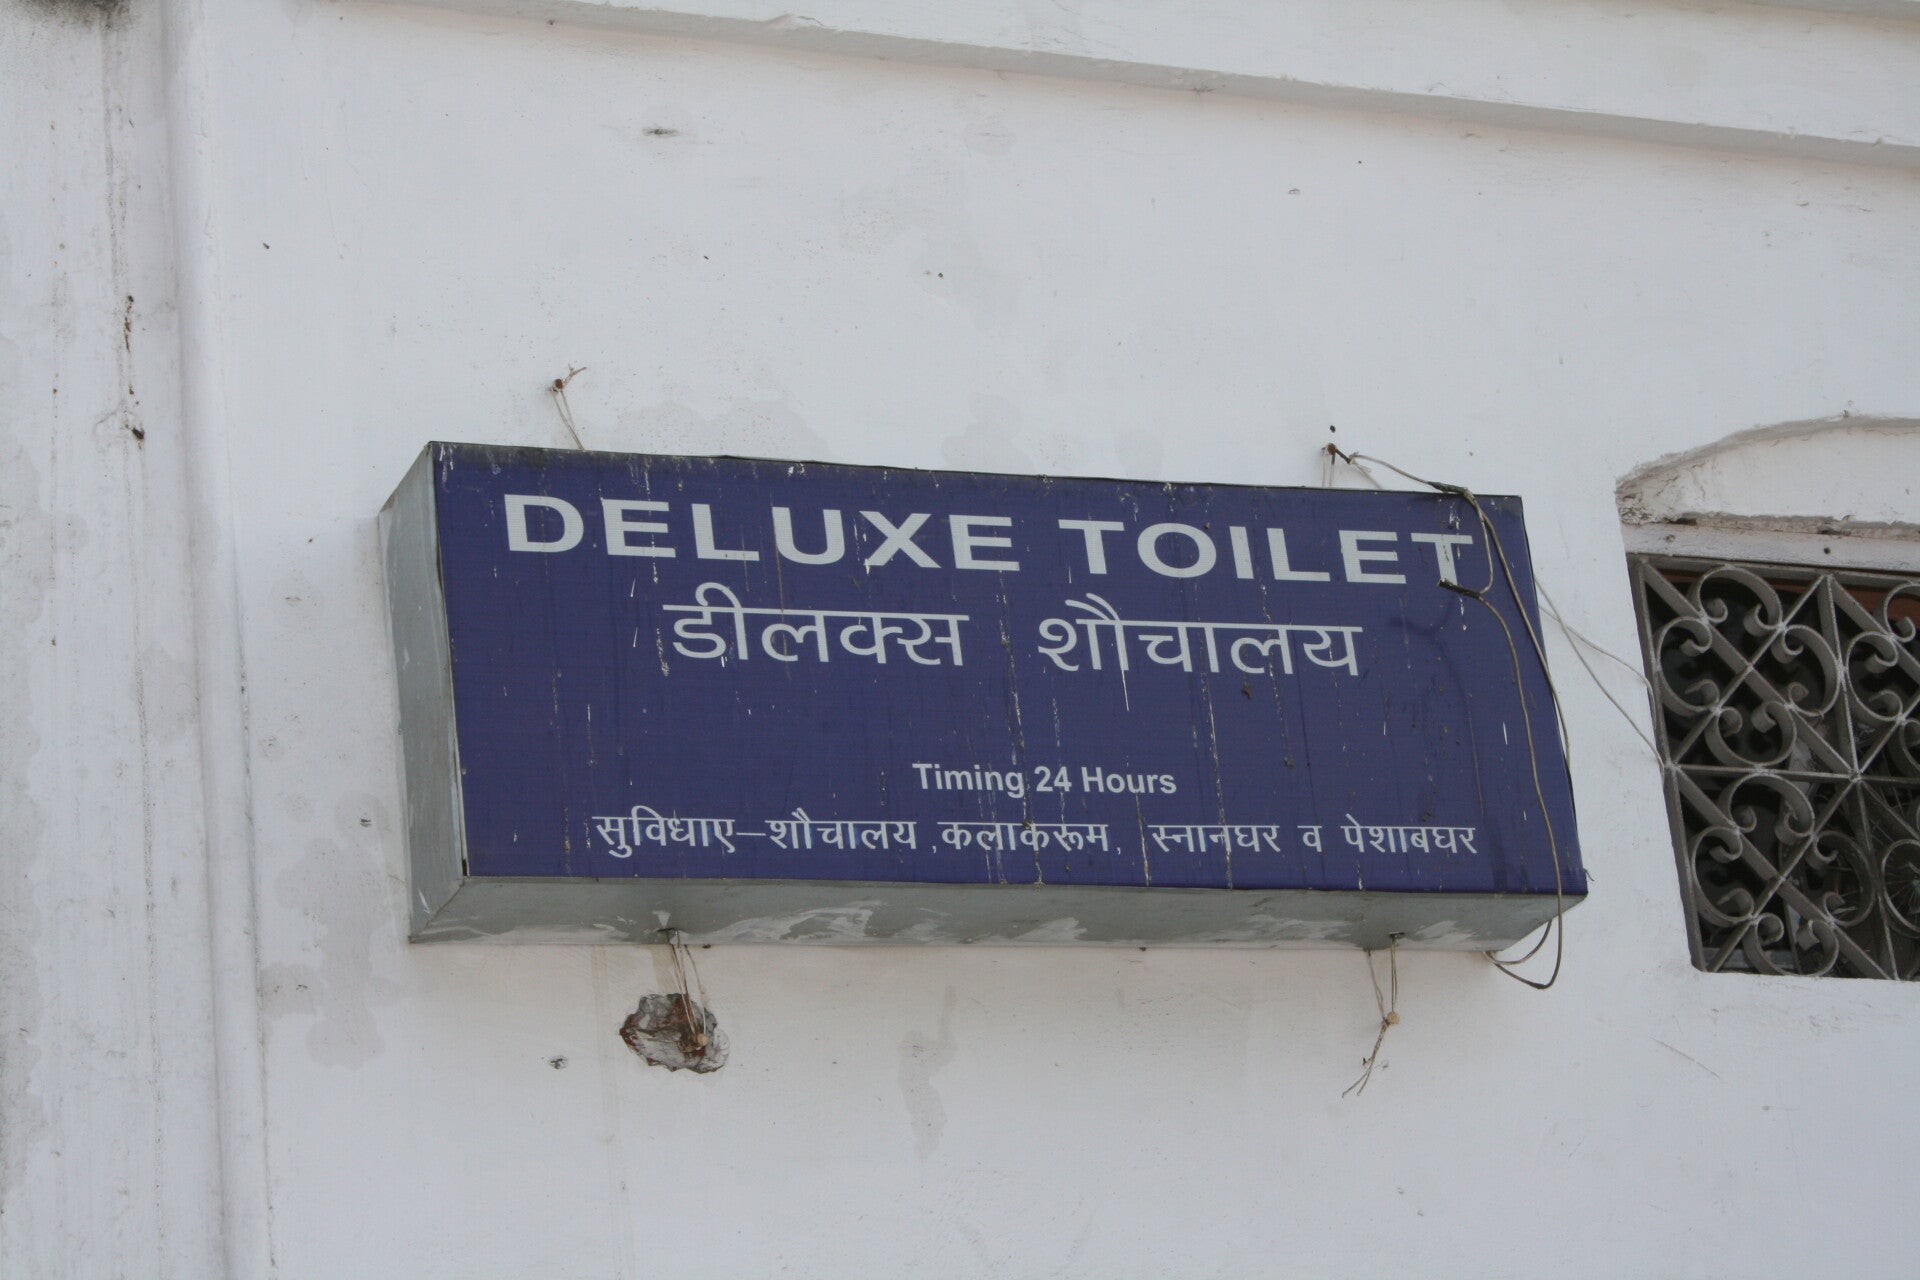 DELUXE TOILET
डीलक्स शौचालय
Timing 24 Hours
सुविधाए–शौचालय ,कलाकरूम, स्नानघर व पेशाबघर